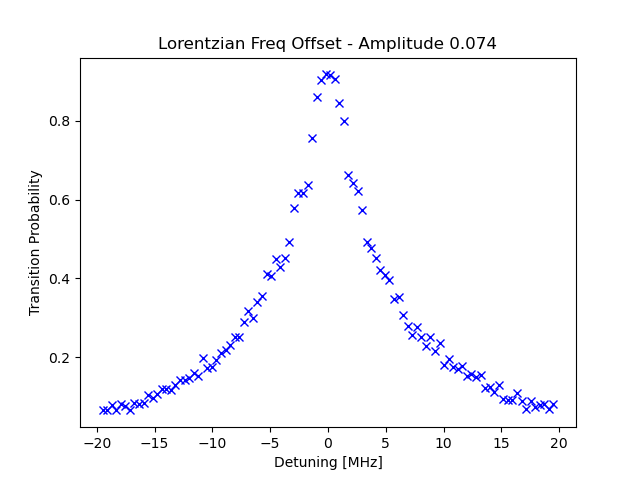 Lorentzian Freq Offset - Amplitude 0.074
Transition Probability
0.8
0.6
0.4
0.2
−20 −15 −10 −5 0 5 10 15 20
Detuning [MHz]